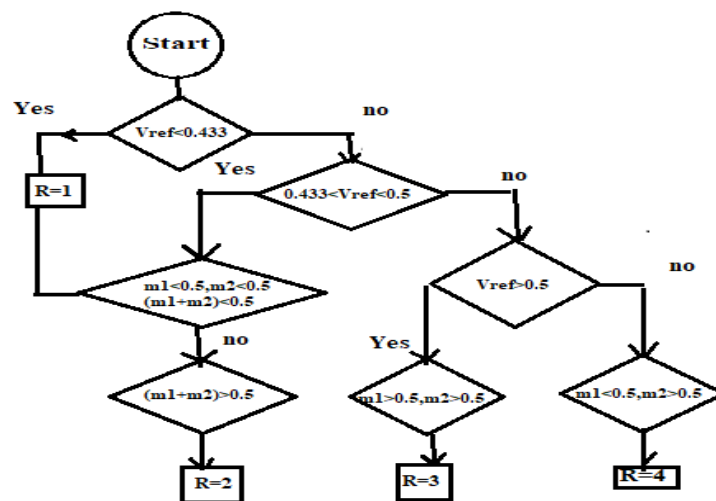 Start
Yes
Vref<0.433
no
R=1
Yes
0.433<Vref<0.5
no
m1<0.5,m2<0.5
(m1+m2)<0.5
Vref>0.5
no
no
Yes
(m1+m2)>0.5
m1>0.5,m2>0.5
m1<0.5,m2>0.5
R=2
R=3
R=4